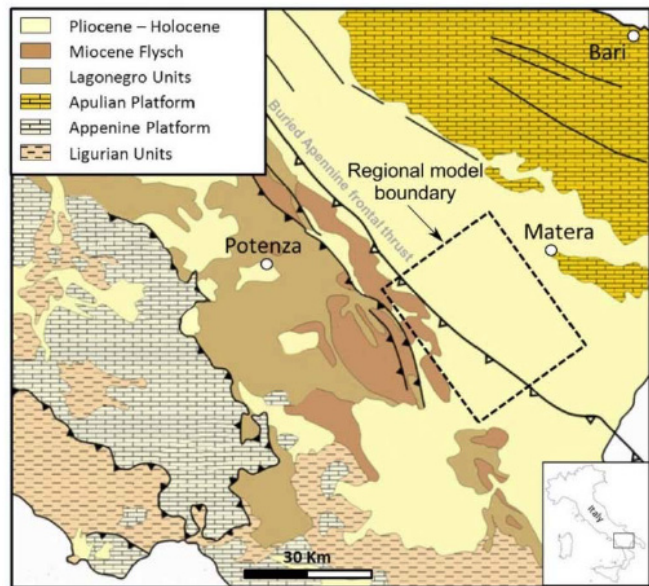 Pliocene – Holocene
Miocene Flysch
Lagonegro Units
Apulian Platform
Appenine Platform
Ligurian Units
Bari
Buried Apennine frontal thrust
Regional model
boundary
Matera
Potenza
Italy
30 Km